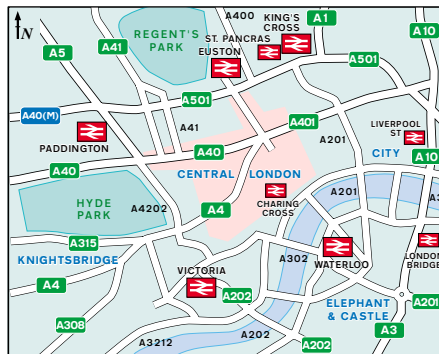 N
A5
A41
REGENT'S
PARK
A400
KING'S
CROSS
ST. PANCRAS
EUSTON
A1
A10
A501
A501
A40(M)
PADDINGTON
A41
A40
A401
A201
LIVERPOOL
ST
CITY
A10
A40
CENTRAL LONDON
HYDE
PARK
A4202
A4
CHARING
CROSS
A201
A315
KNIGHTSBRIDGE
A302
WATERLOO
LONDON
BRIDGE
VICTORIA
A4
A202
ELEPHANT
& CASTLE
A201
A308
A3212
A202
A202
A3